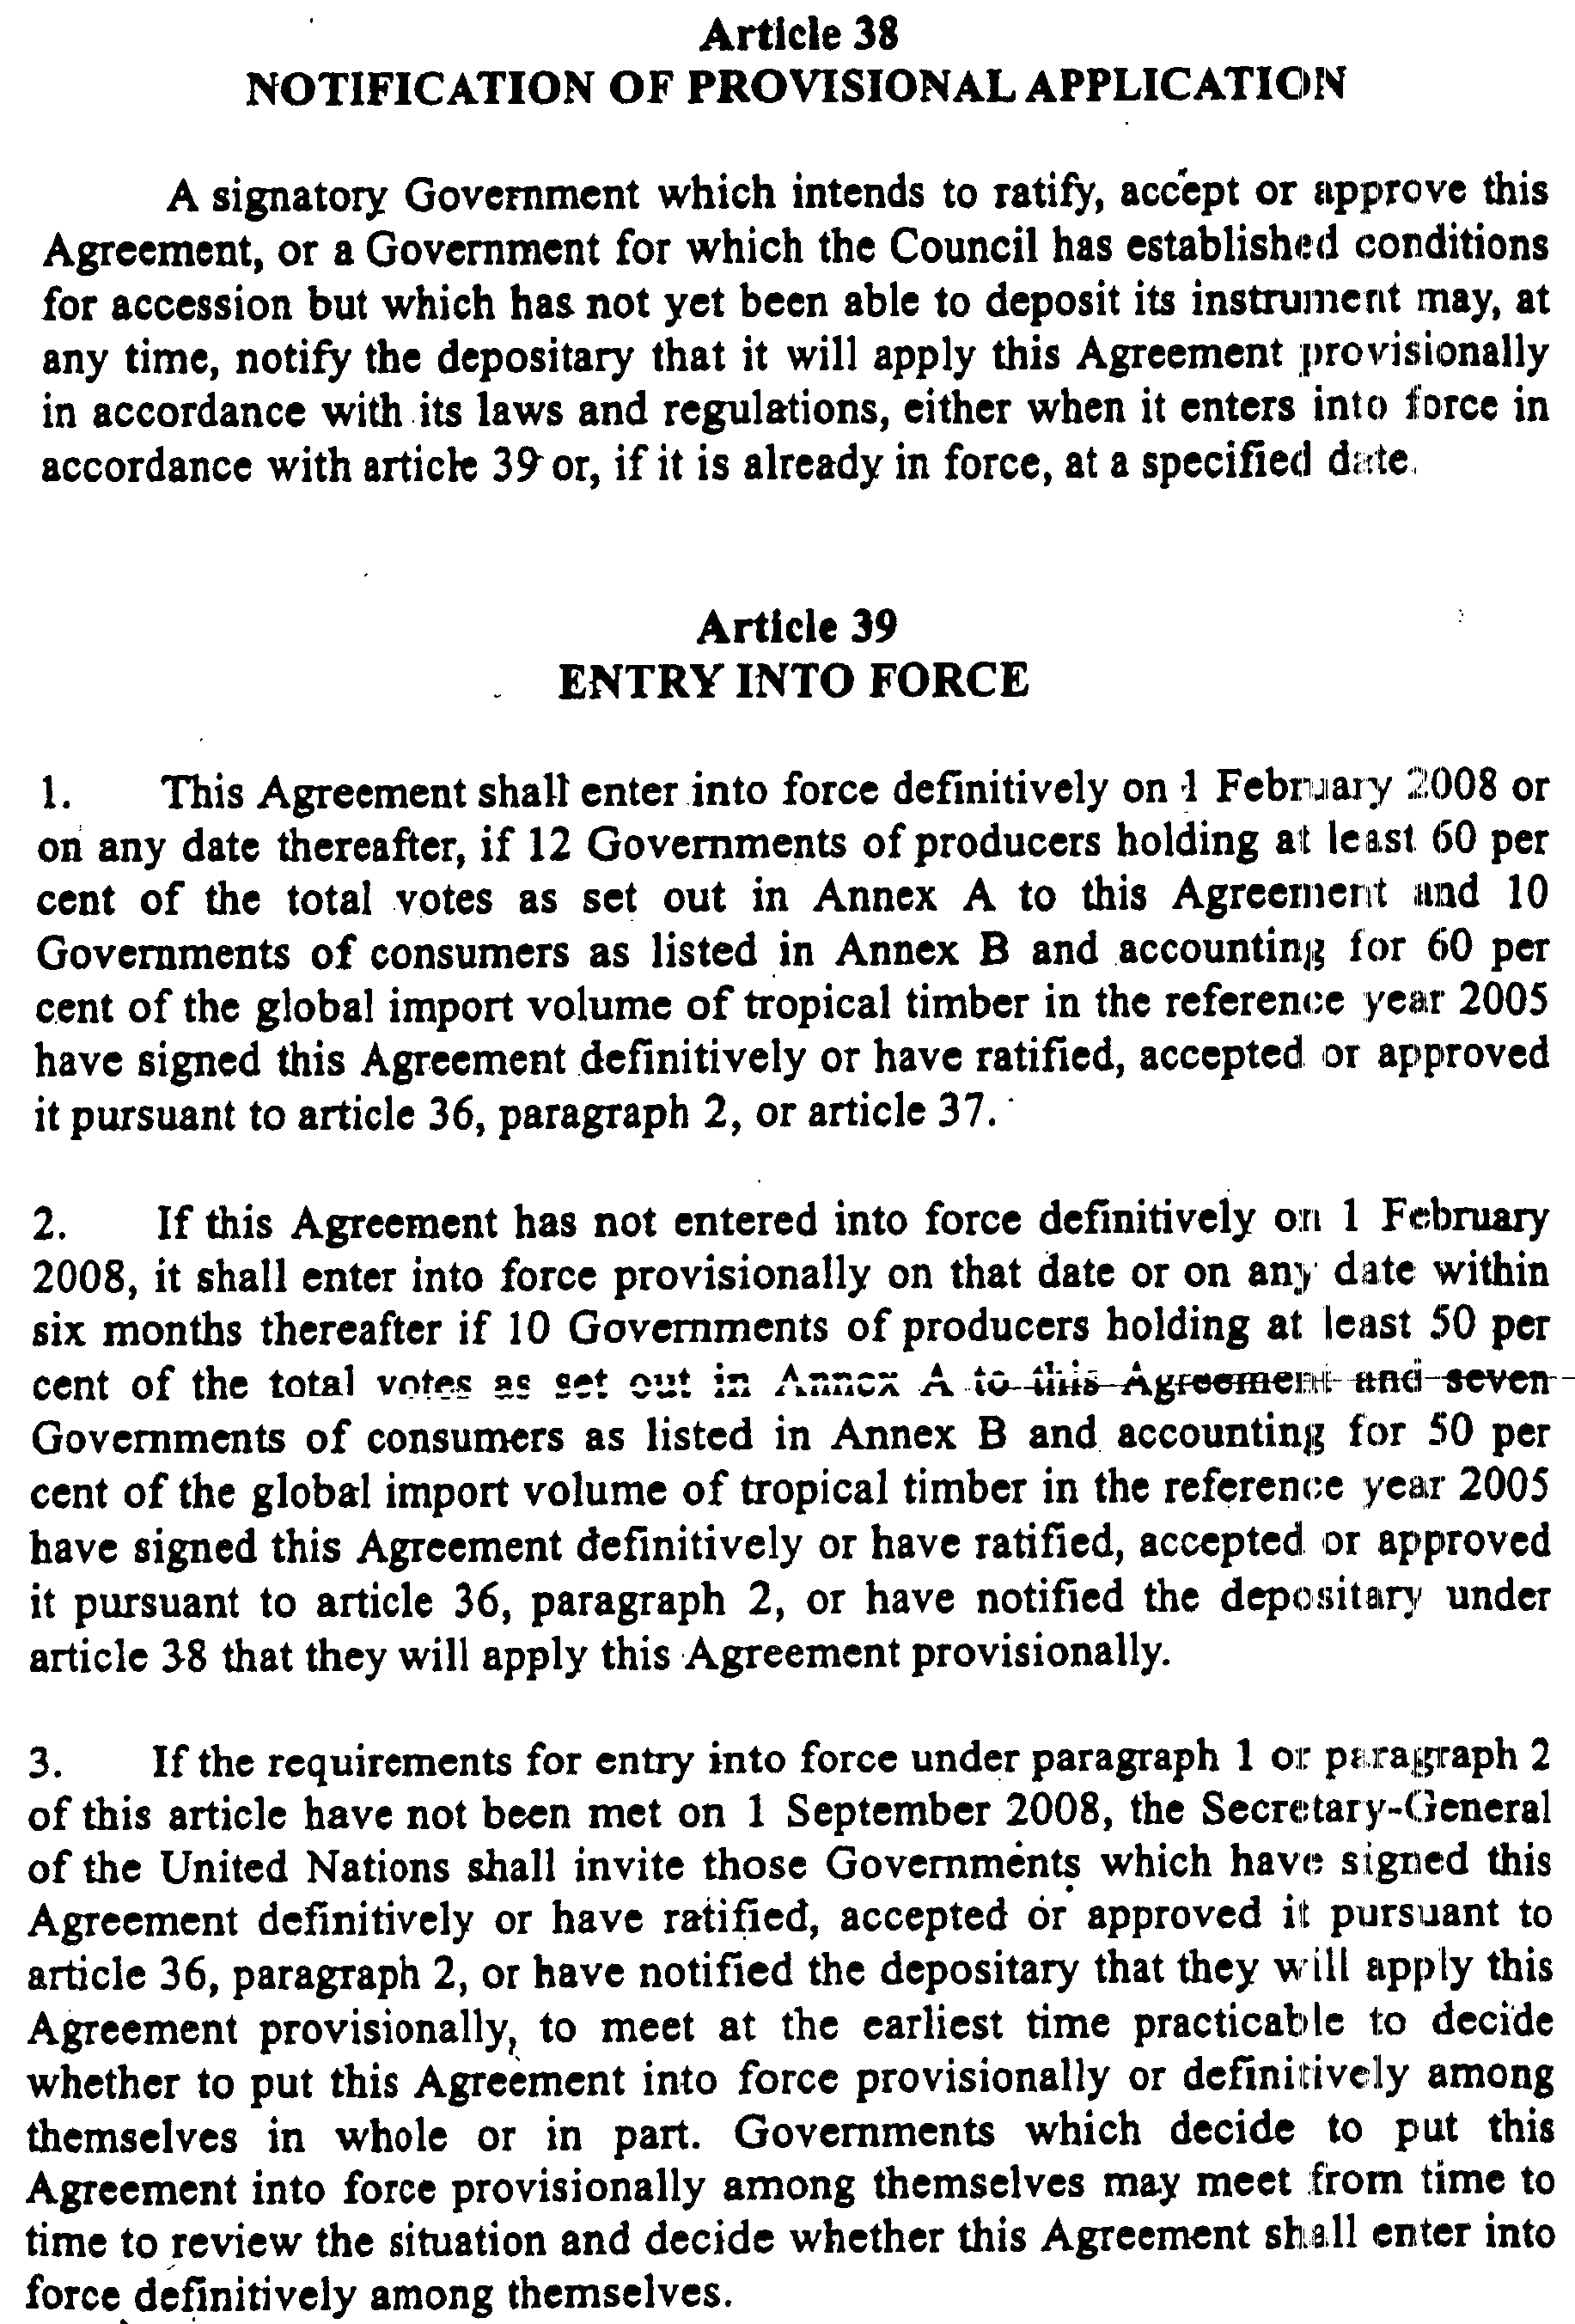 Article 38
NOTIFICATION OF PROVISIONAL APPLICATION
A signatory Government which intends to ratify, accept or approve this
Agreement, or a Government for which the Council has established conditions
for accession but which has not yet been able to deposit its instrument may, at
any time, notify the depositary that it will apply this Agreement provisionally
in accordance with its laws and regulations, either when it enters into force in
accordance with article 39 or, if it is already in force, at a specified date.
Article 39
ENTRY INTO FORCE
1. This Agreement shall enter into force definitively on 1 February 2008 or
on any date thereafter, if 12 Governments of producers holding at least 60 per
cent of the total votes as set out in Annex A to this Agreement and 10
Governments of consumers as listed in Annex B and accounting for 60 per
cent of the global import volume of tropical timber in the reference year 2005
have signed this Agreement definitively or have ratified, accepted or approved
it pursuant to article 36, paragraph 2, or article 37.
2. If this Agreement has not entered into force definitively on 1 February
2008, it shall enter into force provisionally on that date or on any date within
six months thereafter if 10 Governments of producers holding at least 50 per
cent of the total votes as set out in Annex A to this Agreement and seven
Governments of consumers as listed in Annex B and accounting for 50 per
cent of the global import volume of tropical timber in the reference year 2005
have signed this Agreement definitively or have ratified, accepted or approved
it pursuant to article 36, paragraph 2, or have notified the depositary under
article 38 that they will apply this Agreement provisionally.
3. If the requirements for entry into force under paragraph 1 or paragraph 2
of this article have not been met on 1 September 2008, the Secretary-General
of the United Nations shall invite those Governments which have signed this
Agreement definitively or have ratified, accepted or approved it pursuant to
article 36, paragraph 2, or have notified the depositary that they will apply this
Agreement provisionally, to meet at the earliest time practicable to decide
whether to put this Agreement into force provisionally or definitively among
themselves in whole or in part. Governments which decide to put this
Agreement into force provisionally among themselves may meet from time to
time to review the situation and decide whether this Agreement shall enter into
force definitively among themselves.